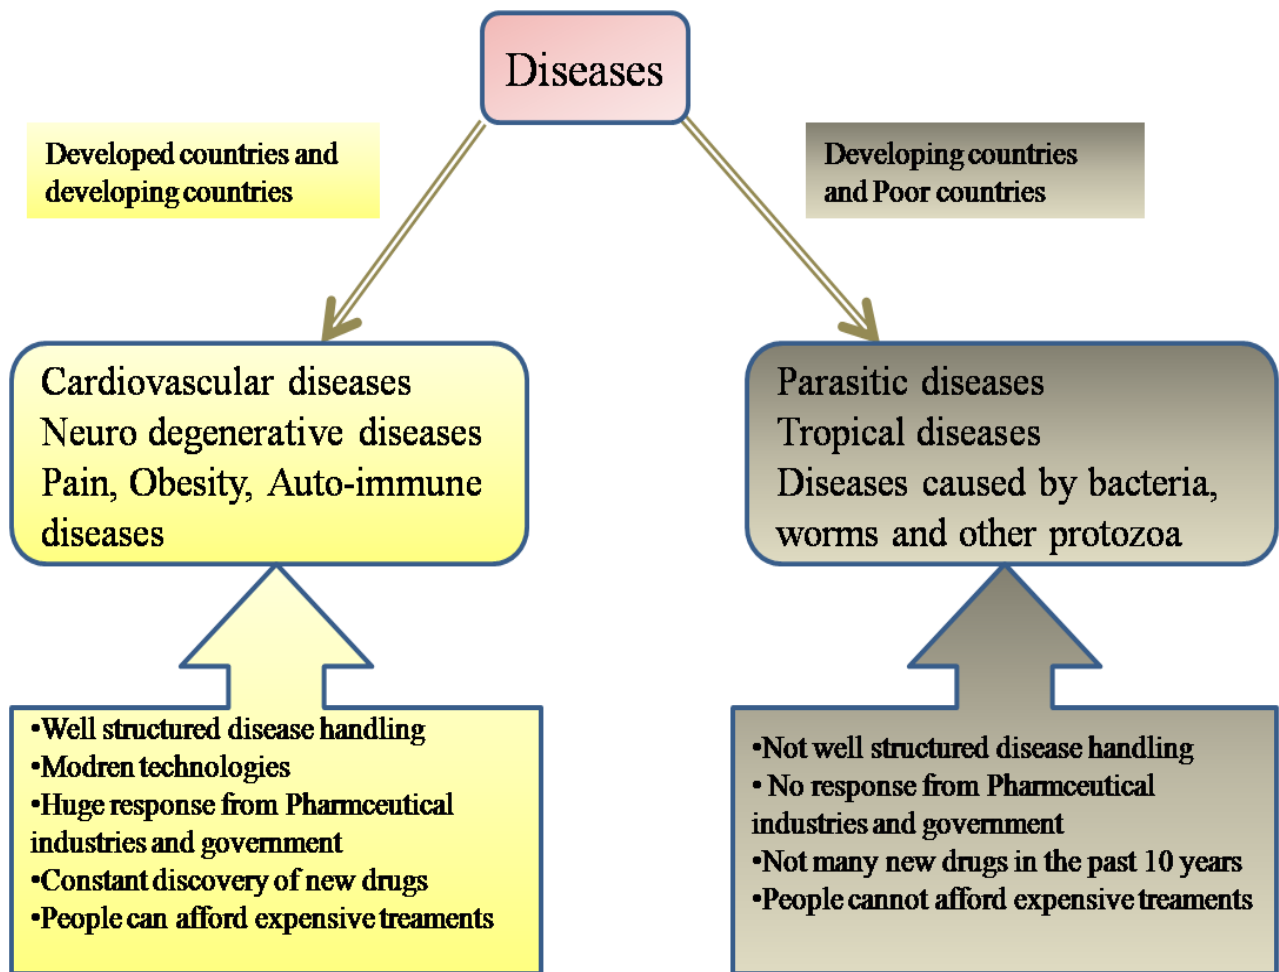 Diseases
Developed countries and
developing countries
Developing countries
and Poor countries
Cardiovascular diseases
Neuro degenerative diseases
Pain, Obesity, Auto-immune
diseases
Parasitic diseases
Tropical diseases
Diseases caused by bacteria,
worms and other protozoa
•Well structured disease handling
•Modren technologies
•Huge response from Pharmceutical
industries and government
•Constant discovery of new drugs
•People can afford expensive treaments
•Not well structured disease handling
• No response from Pharmceutical
industries and government
•Not many new drugs in the past 10 years
•People cannot afford expensive treatments